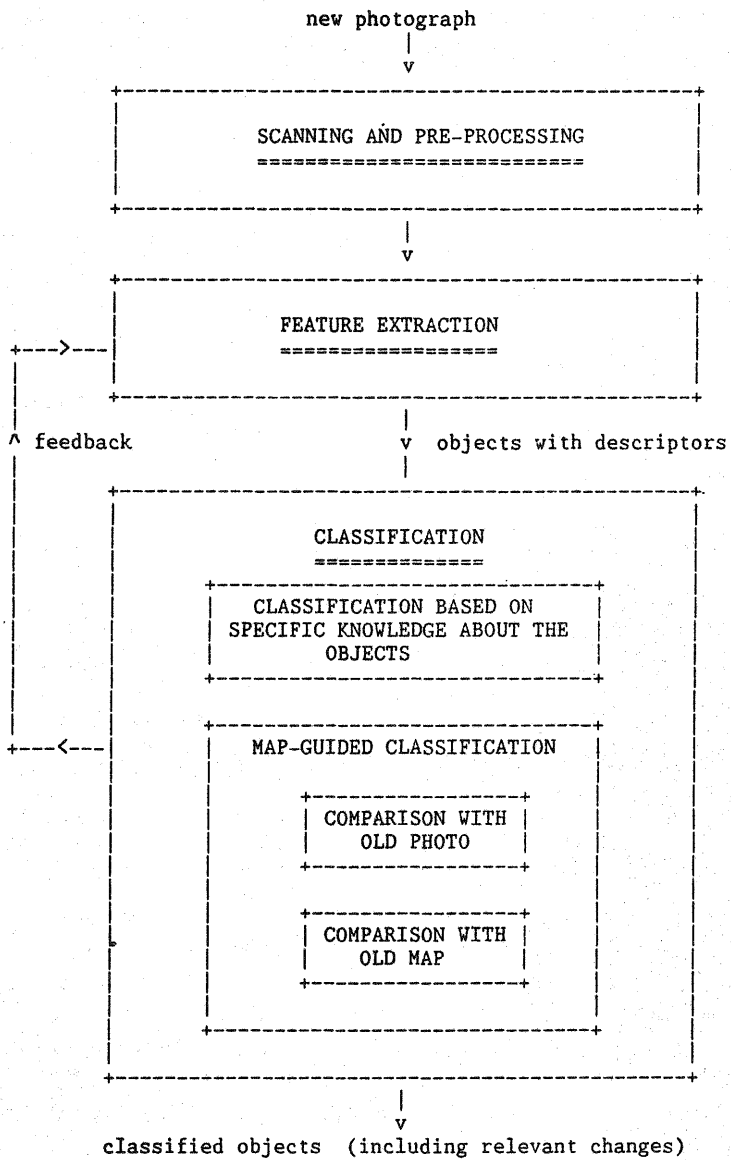 new photograph
SCANNING AND PRE-PROCESSING
FEATURE EXTRACTION
feedback
objects with descriptors
CLASSIFICATION
CLASSIFICATION BASED ON
SPECIFIC KNOWLEDGE ABOUT THE
OBJECTS
MAP-GUIDED CLASSIFICATION
COMPARISON WITH
OLD PHOTO
COMPARISON WITH
OLD MAP
classified objects (including relevant changes)